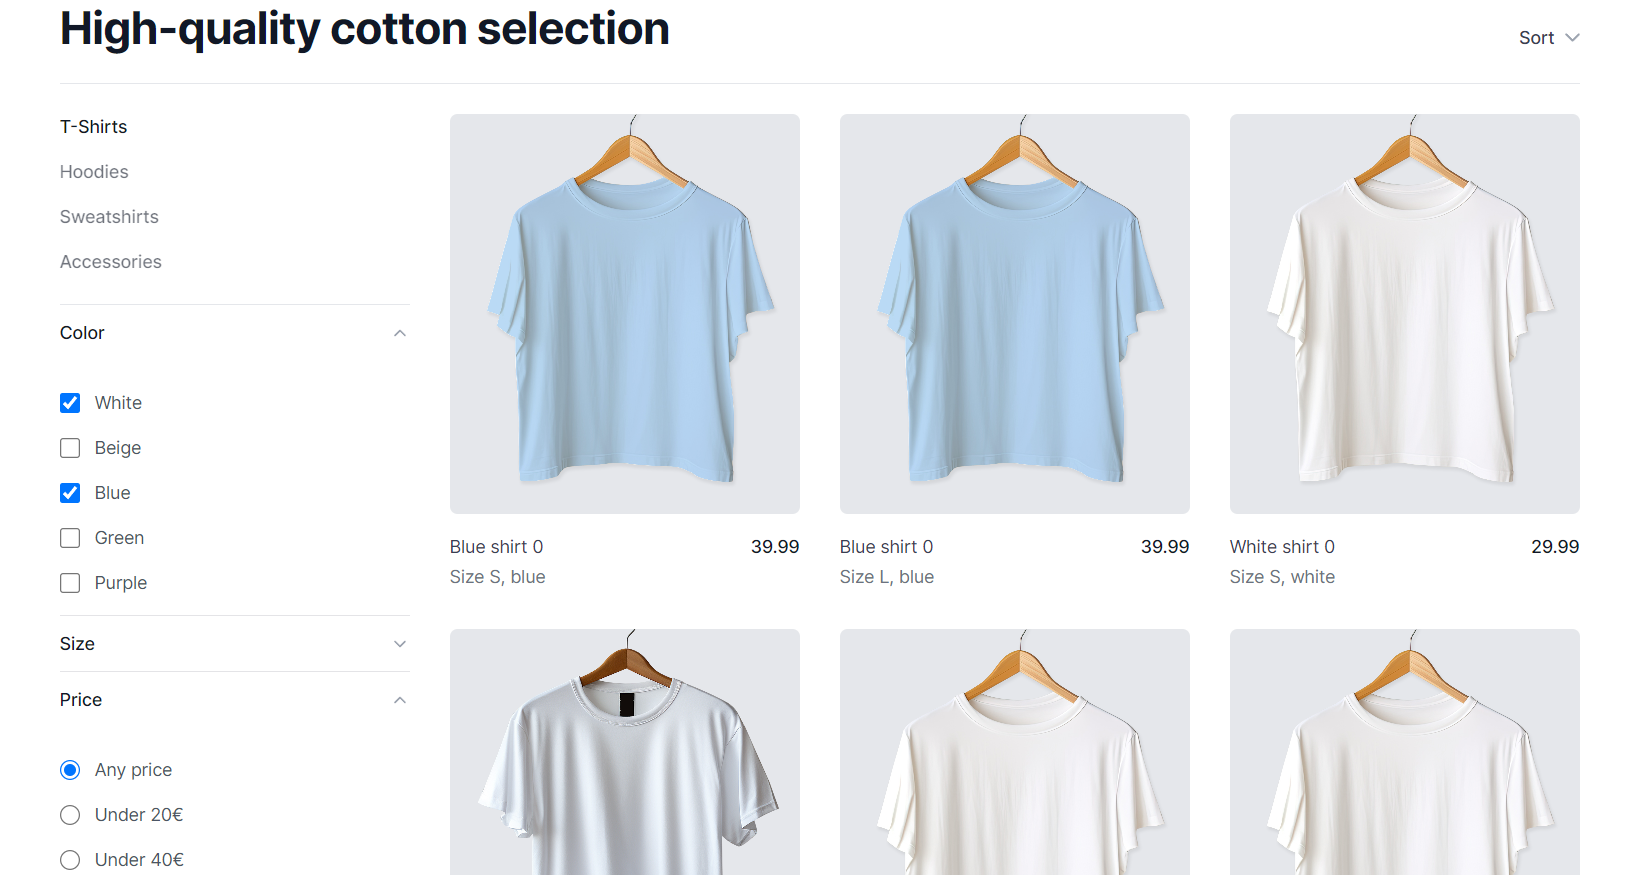 High-quality cotton selection
Sort
T-Shirts
Hoodies
Sweatshirts
Accessories
Color
White
Beige
Blue
Green
Purple
Size
Price
Any price
Under 20€
Under 40€
Blue shirt 0 39.99
Size S, blue
Blue shirt 0 39.99
Size L, blue
White shirt 0 29.99
Size S, white